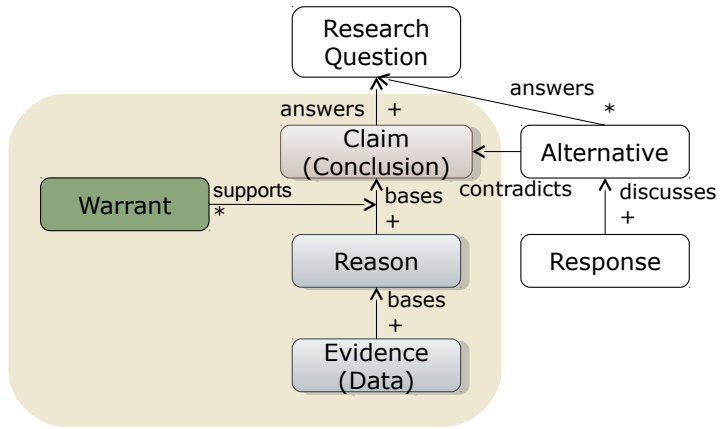 Research
Question
answers
+
answers
*
Claim
(Conclusion)
Alternative
contradicts
Warrant
supports
*
bases
+
discusses
+
Reason
Response
bases
+
Evidence
(Data)